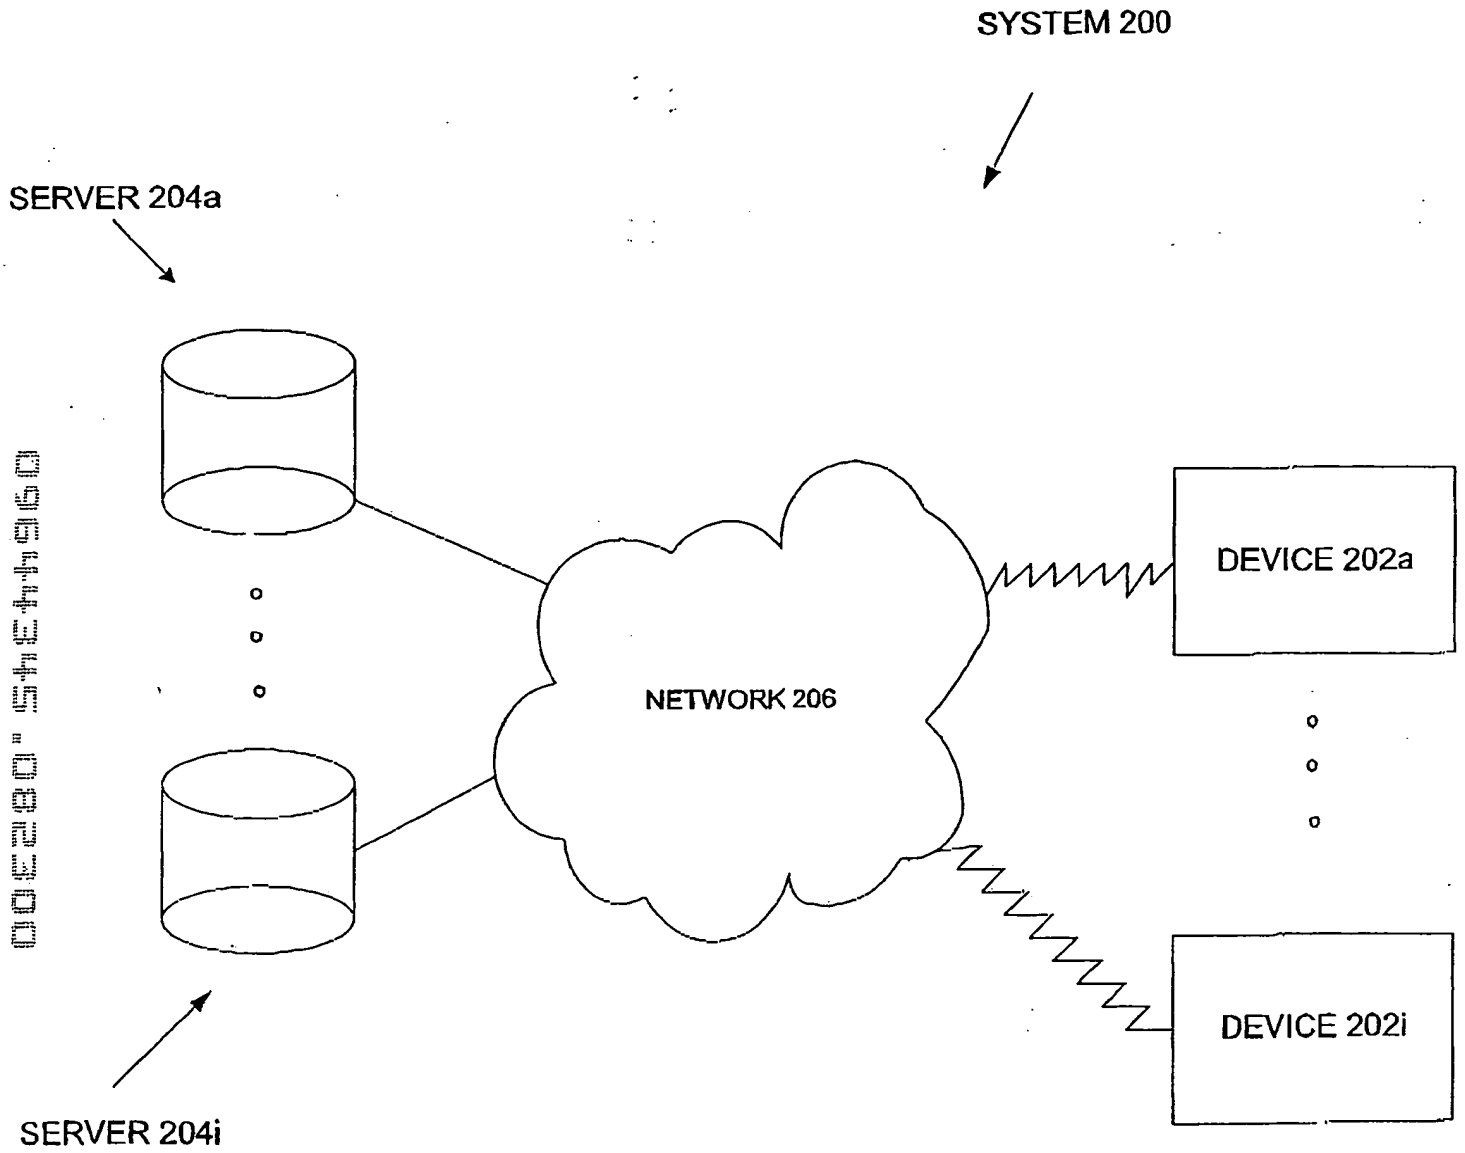 SYSTEM 200
SERVER 204a
DEVICE 202a
NETWORK 206
DEVICE 202i
SERVER 204i